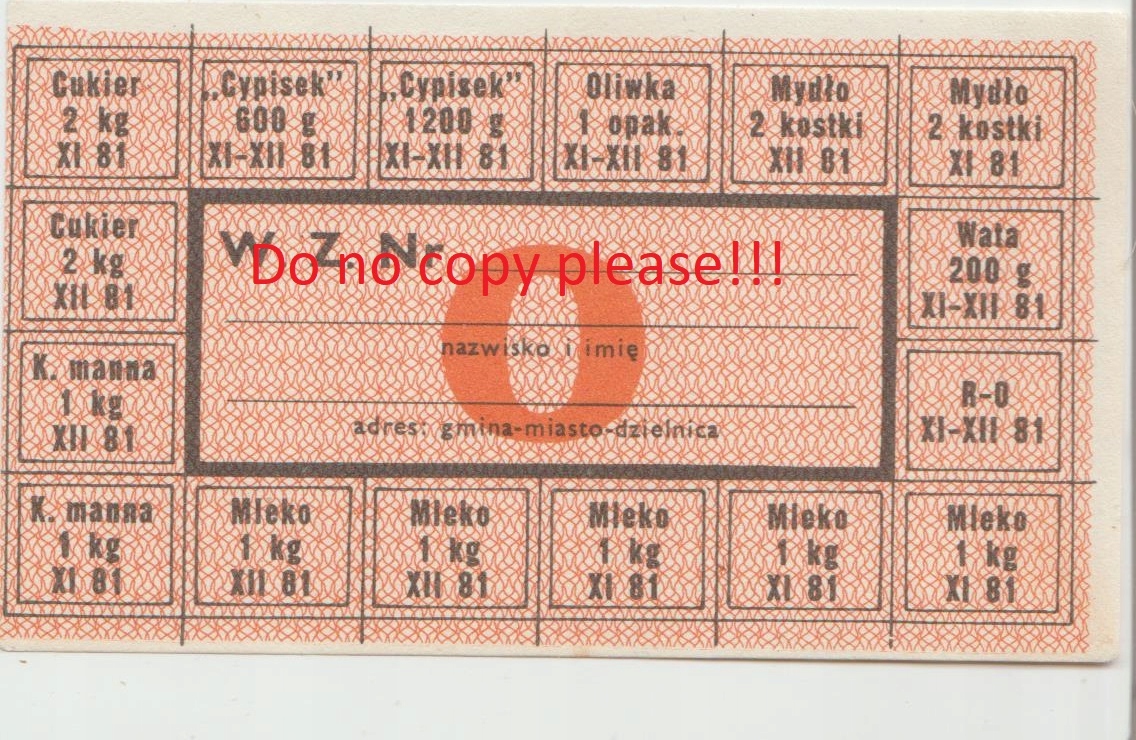 Cukier
2 kg
XI 81
„Cypisek”
600 g
XI-XII 81
„Cypisek”
1200 g
XI-XII 81
Oliwka
1 opak.
XI-XII 81
Mydło
2 kostki
XII 81
Mydło
2 kostki
XI 81
Cukier
2 kg
XII 81
W. Z. Nr
Do no copy please!!!
O
nazwisko i imię
adres: gmina-miasto-dzielnica
Wata
200 g
XI-XII 81
K. manna
1 kg
XII 81
R-O
XI-XII 81
K. manna
1 kg
XI 81
Mleko
1 kg
XII 81
Mleko
1 kg
XII 81
Mleko
1 kg
XI 81
Mleko
1 kg
XI 81
Mleko
1 kg
XI 81